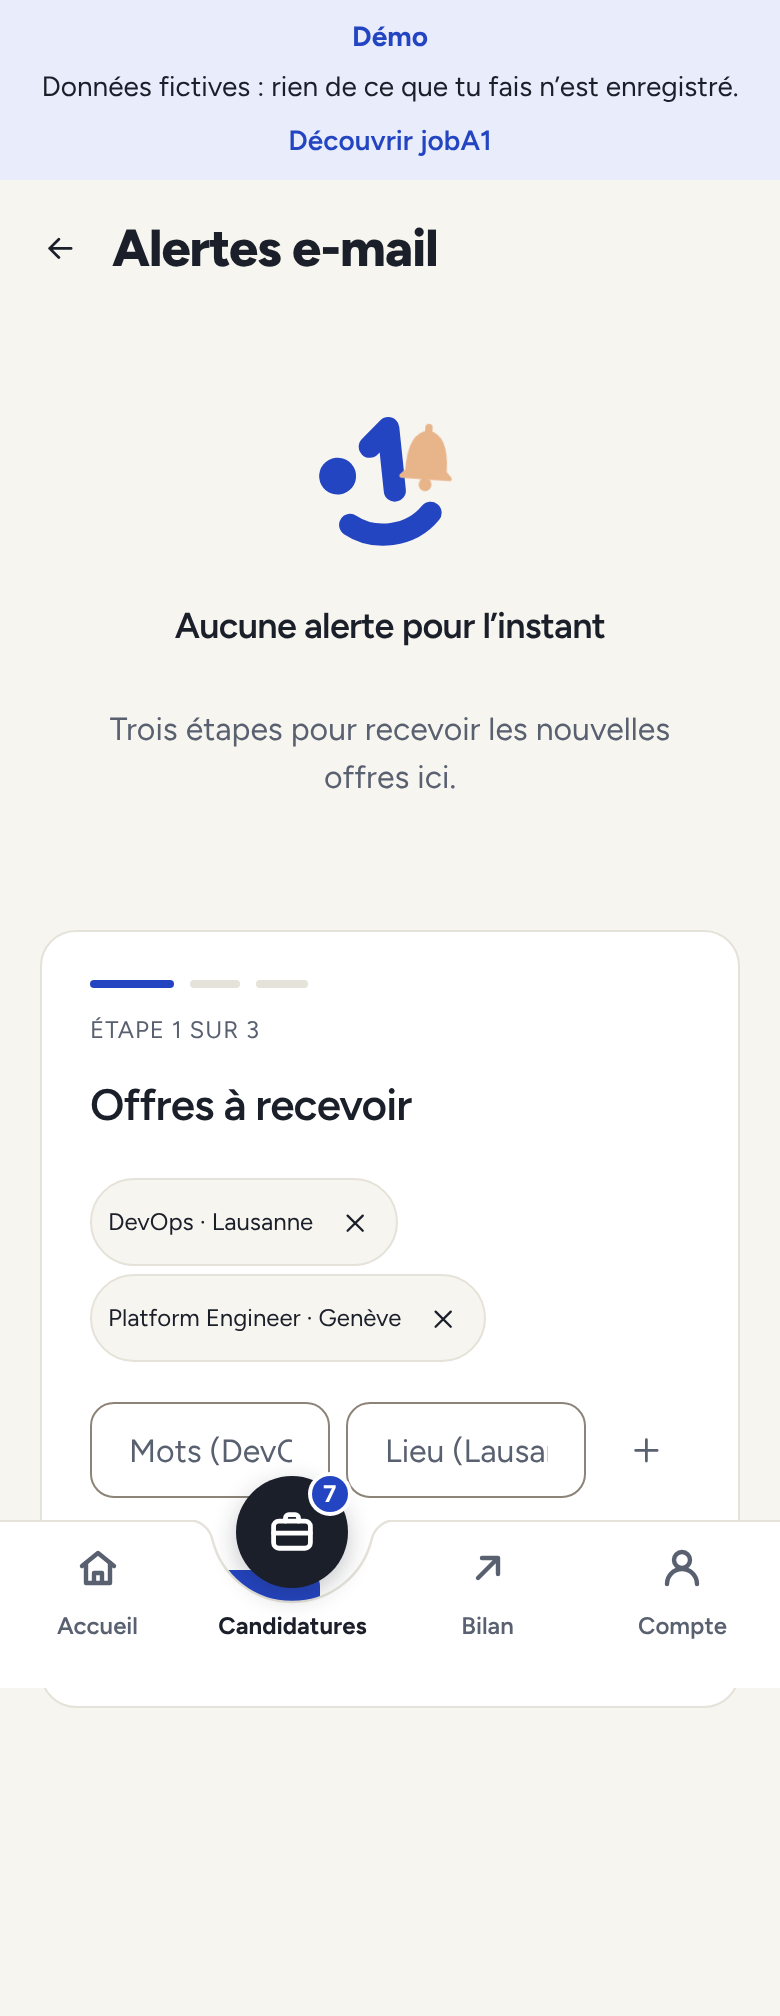 Démo
Données fictives : rien de ce que tu fais n’est enregistré.
Découvrir jobA1
Alertes e-mail
Aucune alerte pour l’instant
Trois étapes pour recevoir les nouvelles
offres ici.
ÉTAPE 1 SUR 3
Offres à recevoir
DevOps · Lausanne
Platform Engineer · Genève
Mots (Dev
Lieu (Lausa
7
Accueil
Candidatures
Bilan
Compte